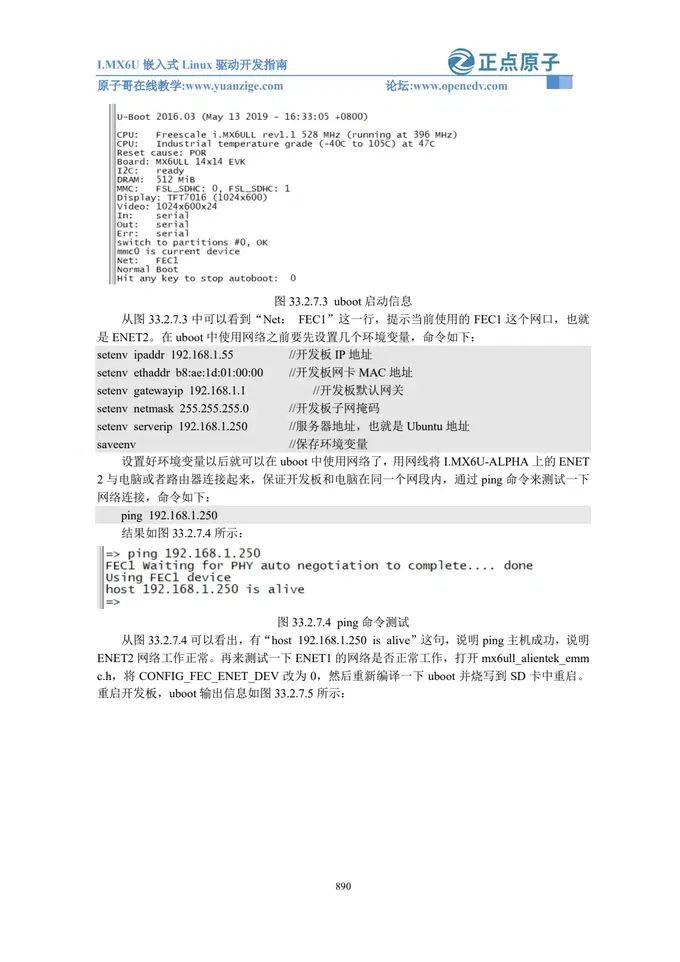 I.MX6U 嵌入式 Linux 驱动开发指南
正点原子
原子哥在线教学:www.yuanzige.com 论坛:www.openedv.com
U-Boot 2016.03 (May 13 2019 - 16:33:05 +0800)
CPU: Freescale i.MX6ULL rev1.1 528 MHz (running at 396 MHz)
CPU: Industrial temperature grade (-40C to 105C) at 47C
Reset cause: POR
Board: MX6ULL 14x14 EVK
I2C: ready
DRAM: 512 MiB
MMC: FSL_SDHC: 0, FSL_SDHC: 1
Display: TFT7016 (1024x600)
Video: 1024x600x24
In: serial
Out: serial
Err: serial
switch to partitions #0, OK
mmc0 is current device
Net: FEC1
Normal Boot
Hit any key to stop autoboot: 0
图 33.2.7.3 uboot 启动信息
从图 33.2.7.3 中可以看到“Net： FEC1”这一行，提示当前使用的 FEC1 这个网口，也就
是 ENET2。在 uboot 中使用网络之前要先设置几个环境变量，命令如下：
setenv ipaddr 192.168.1.55 //开发板 IP 地址
setenv ethaddr b8:ae:1d:01:00:00 //开发板网卡 MAC 地址
setenv gatewayip 192.168.1.1 //开发板默认网关
setenv netmask 255.255.255.0 //开发板子网掩码
setenv serverip 192.168.1.250 //服务器地址，也就是 Ubuntu 地址
saveenv //保存环境变量
设置好环境变量以后就可以在 uboot 中使用网络了，用网线将 I.MX6U-ALPHA 上的 ENET
2 与电脑或者路由器连接起来，保证开发板和电脑在同一个网段内，通过 ping 命令来测试一下
网络连接，命令如下：
ping 192.168.1.250
结果如图 33.2.7.4 所示：
=> ping 192.168.1.250
FEC1 Waiting for PHY auto negotiation to complete.... done
Using FEC1 device
host 192.168.1.250 is alive
=>
图 33.2.7.4 ping 命令测试
从图 33.2.7.4 可以看出，有“host 192.168.1.250 is alive”这句，说明 ping 主机成功，说明
ENET2 网络工作正常。再来测试一下 ENET1 的网络是否正常工作，打开 mx6ull_alientek_emm
c.h，将 CONFIG_FEC_ENET_DEV 改为 0，然后重新编译一下 uboot 并烧写到 SD 卡中重启。
重启开发板，uboot 输出信息如图 33.2.7.5 所示：
890